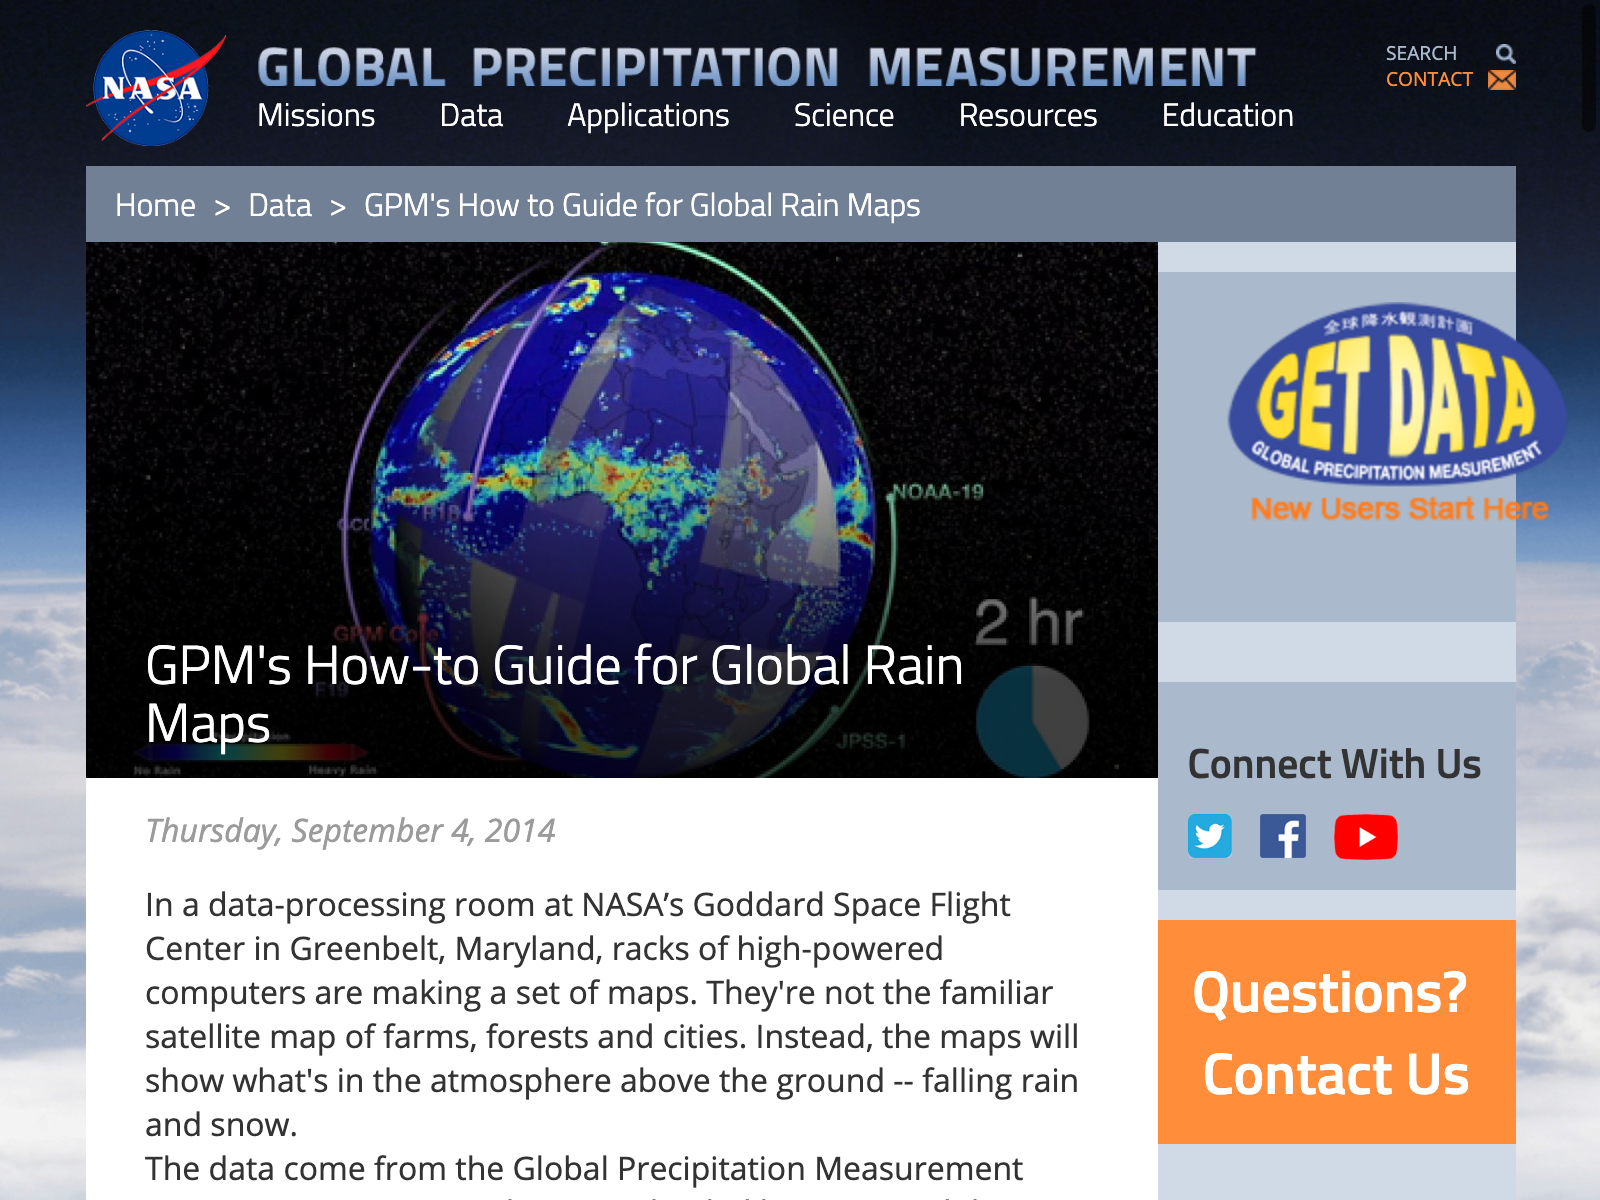 NASA
GLOBAL PRECIPITATION MEASUREMENT
SEARCH
CONTACT
Missions Data Applications Science Resources Education
Home > Data > GPM's How to Guide for Global Rain Maps
全球降水観測計画
GET DATA
GLOBAL PRECIPITATION MEASUREMENT
New Users Start Here
NOAA-19
F18
2 hr
GPM Core
F19
JPSS-1
GPM's How-to Guide for Global Rain
Maps
No Rain Heavy Rain
Connect With Us
Thursday, September 4, 2014
In a data-processing room at NASA’s Goddard Space Flight
Center in Greenbelt, Maryland, racks of high-powered
computers are making a set of maps. They're not the familiar
satellite map of farms, forests and cities. Instead, the maps will
show what's in the atmosphere above the ground -- falling rain
and snow.
The data come from the Global Precipitation Measurement
Questions?
Contact Us